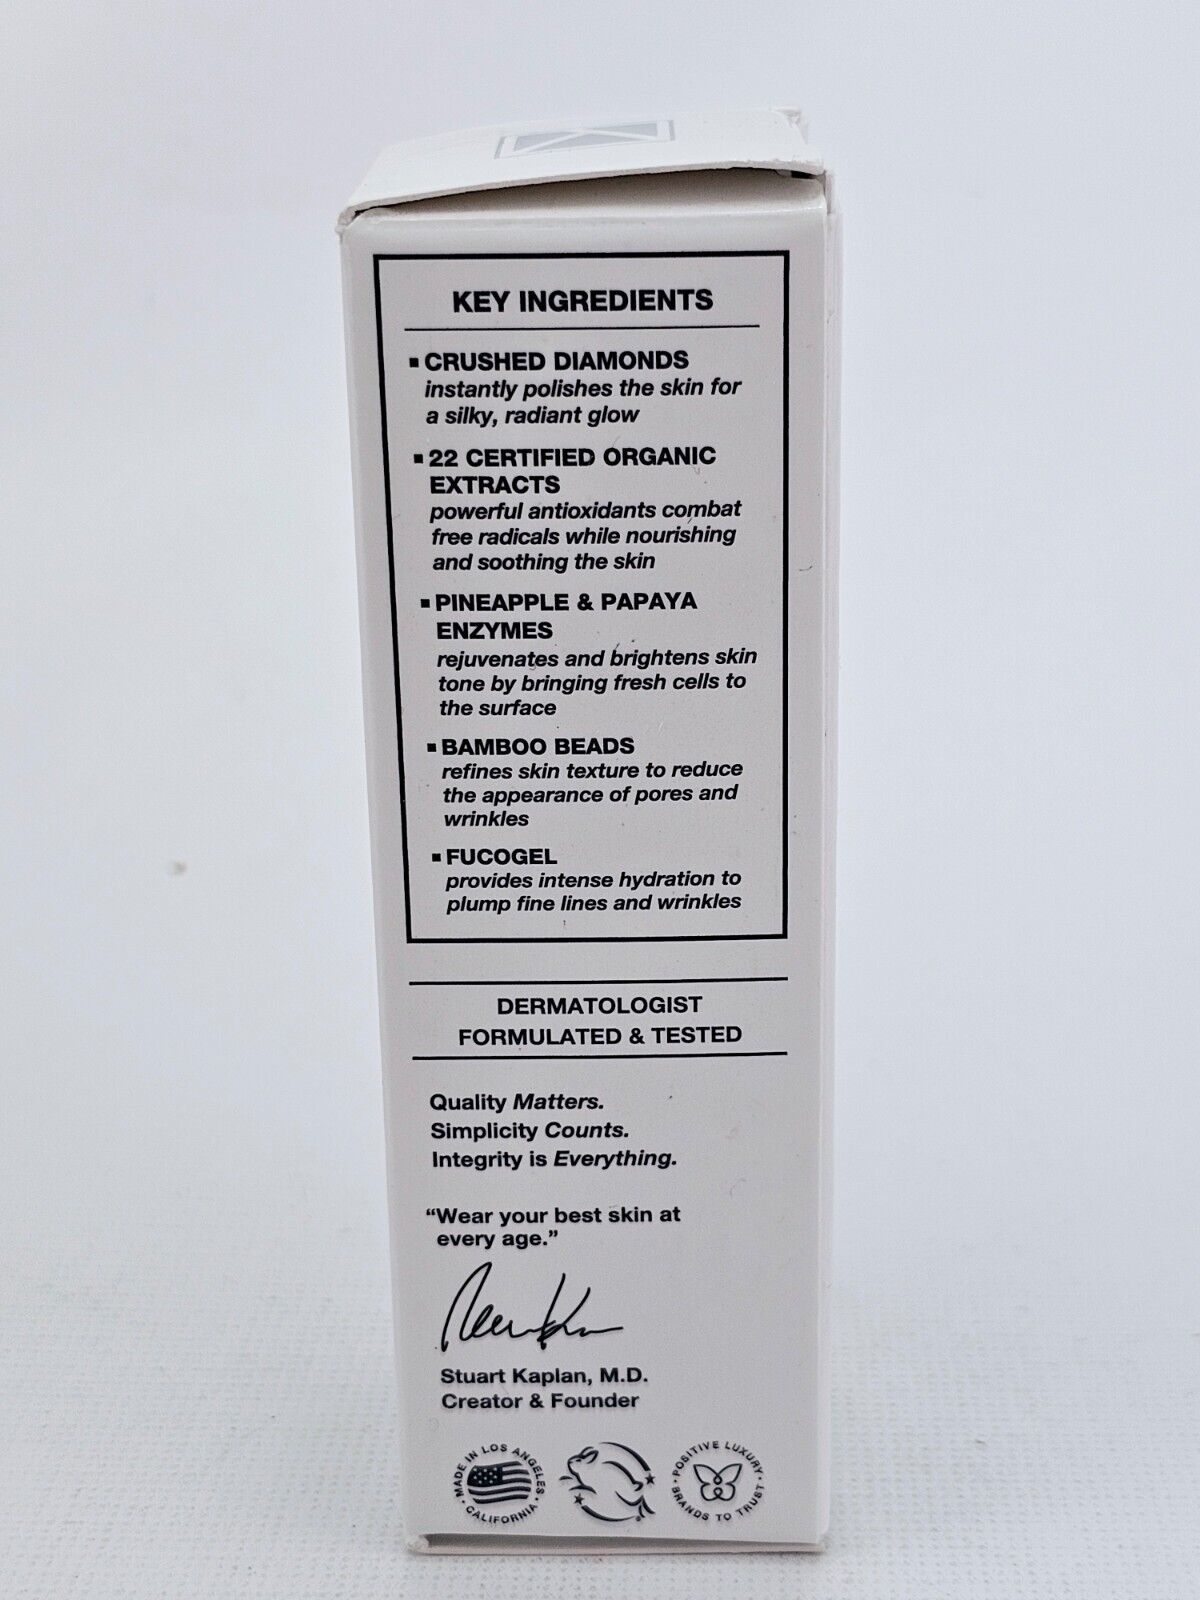 KEY INGREDIENTS
▪ CRUSHED DIAMONDS
instantly polishes the skin for
a silky, radiant glow
▪ 22 CERTIFIED ORGANIC
EXTRACTS
powerful antioxidants combat
free radicals while nourishing
and soothing the skin
▪ PINEAPPLE & PAPAYA
ENZYMES
rejuvenates and brightens skin
tone by bringing fresh cells to
the surface
▪ BAMBOO BEADS
refines skin texture to reduce
the appearance of pores and
wrinkles
▪ FUCOGEL
provides intense hydration to
plump fine lines and wrinkles
DERMATOLOGIST
FORMULATED & TESTED
Quality Matters.
Simplicity Counts.
Integrity is Everything.
“Wear your best skin at
every age.”
Stuart Kaplan, M.D.
Creator & Founder
MADE IN LOS ANGELES • CALIFORNIA •
• POSITIVE LUXURY • BRANDS TO TRUST